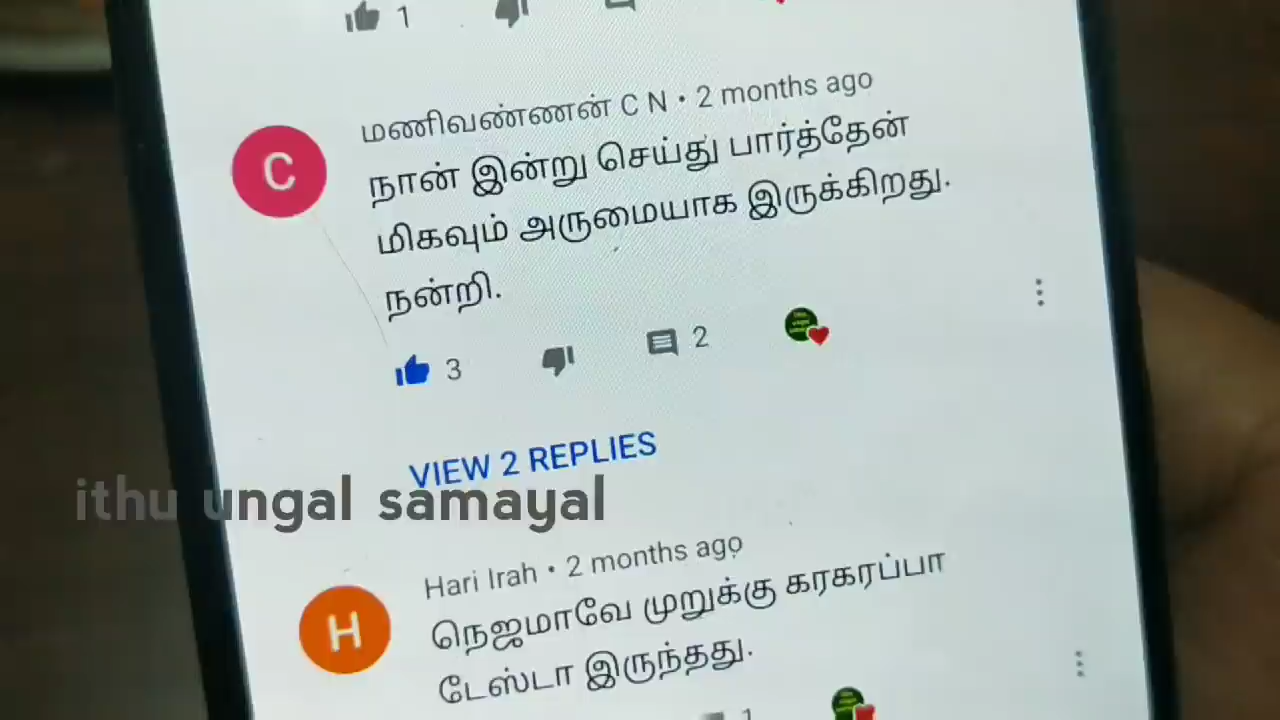 1
மணிவண்ணன் C N • 2 months ago
C
நான் இன்று செய்து பார்த்தேன்
மிகவும் அருமையாக இருக்கிறது.
நன்றி.
3 2
VIEW 2 REPLIES
ithu ungal samayal
Hari Irah • 2 months ago
H
நெஜமாவே முறுக்கு கரகரப்பா
டேஸ்டா இருந்தது.
1